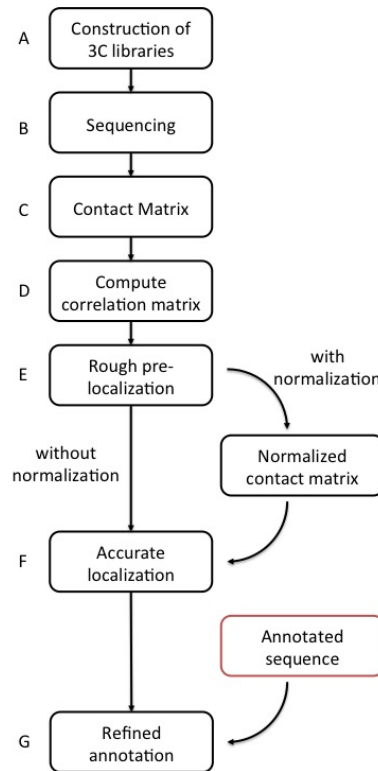 A
Construction of
3C libraries
B
Sequencing
C
Contact Matrix
D
Compute
correlation matrix
E
Rough pre-
localization
with
normalization
without
normalization
Normalized
contact matrix
F
Accurate
localization
Annotated
sequence
G
Refined
annotation